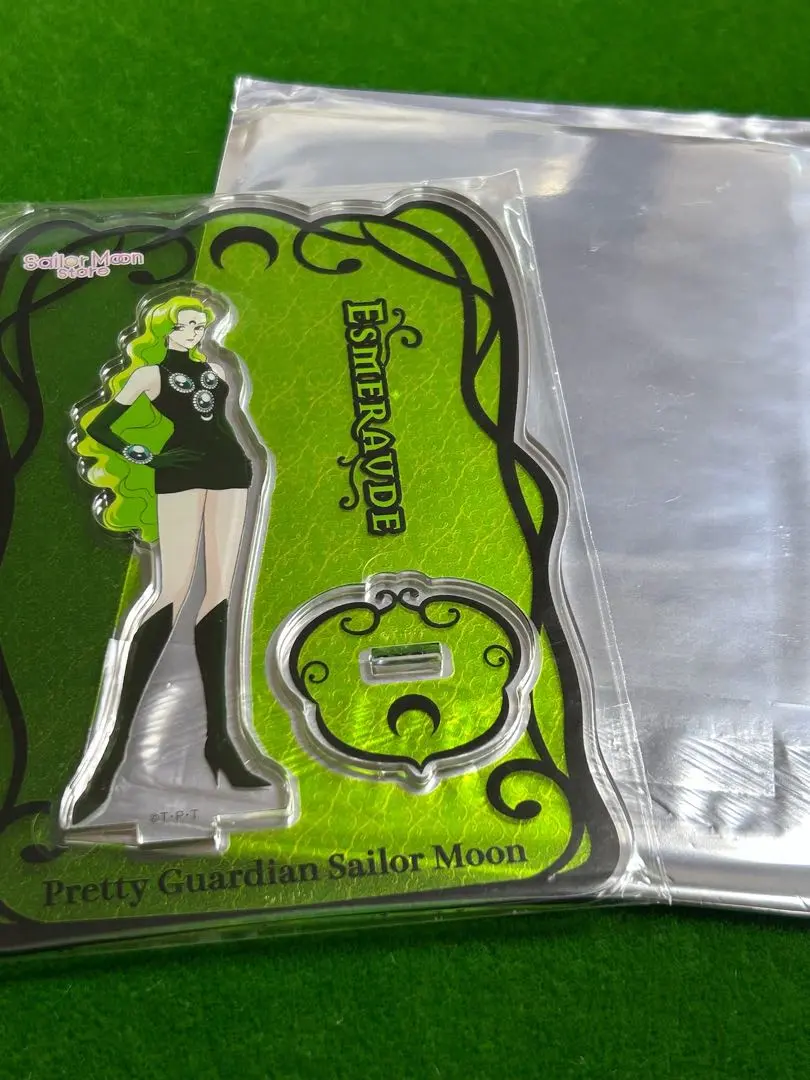 Sailor Moon
Store
ESMERAUDE
©T・P・T
Pretty Guardian Sailor Moon